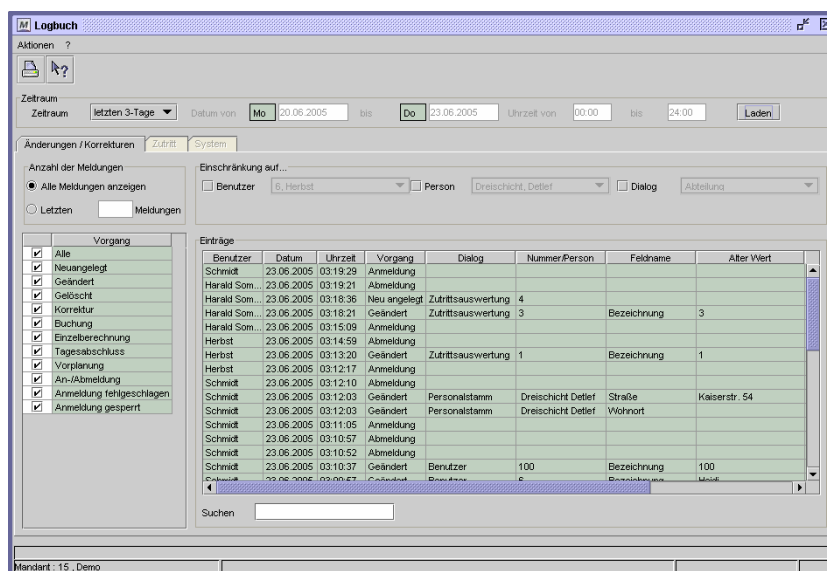 Logbuch
Aktionen ?
Zeitraum
Zeitraum letzten 3-Tage Datum von Mo 20.06.2005 bis Do 23.06.2005 Uhrzeit von 00:00 bis 24:00 Laden
Änderungen / Korrekturen Zutritt System
Anzahl der Meldungen
Alle Meldungen anzeigen
Letzten Meldungen
Einschränkung auf...
Benutzer 6, Herbst Person Dreischicht, Detlef Dialog Abteilung
Vorgang
Alle
Neuangelegt
Geändert
Gelöscht
Korrektur
Buchung
Einzelberechnung
Tagesabschluss
Vorplanung
An-/Abmeldung
Anmeldung fehlgeschlagen
Anmeldung gesperrt
Einträge
Benutzer Datum Uhrzeit Vorgang Dialog Nummer/Person Feldname Alter Wert
Schmidt 23.06.2005 03:19:29 Anmeldung
Harald Som... 23.06.2005 03:19:21 Abmeldung
Harald Som... 23.06.2005 03:18:36 Neu angelegt Zutrittsauswertung 4
Harald Som... 23.06.2005 03:18:21 Geändert Zutrittsauswertung 3 Bezeichnung 3
Harald Som... 23.06.2005 03:15:09 Anmeldung
Herbst 23.06.2005 03:14:59 Abmeldung
Herbst 23.06.2005 03:13:20 Geändert Zutrittsauswertung 1 Bezeichnung 1
Herbst 23.06.2005 03:12:17 Anmeldung
Schmidt 23.06.2005 03:12:10 Abmeldung
Schmidt 23.06.2005 03:12:03 Geändert Personalstamm Dreischicht Detlef Straße Kaiserstr. 54
Schmidt 23.06.2005 03:12:03 Geändert Personalstamm Dreischicht Detlef Wohnort
Schmidt 23.06.2005 03:11:05 Anmeldung
Schmidt 23.06.2005 03:10:57 Abmeldung
Schmidt 23.06.2005 03:10:52 Abmeldung
Schmidt 23.06.2005 03:10:37 Geändert Benutzer 100 Bezeichnung 100
Suchen
Mandant : 15 , Demo